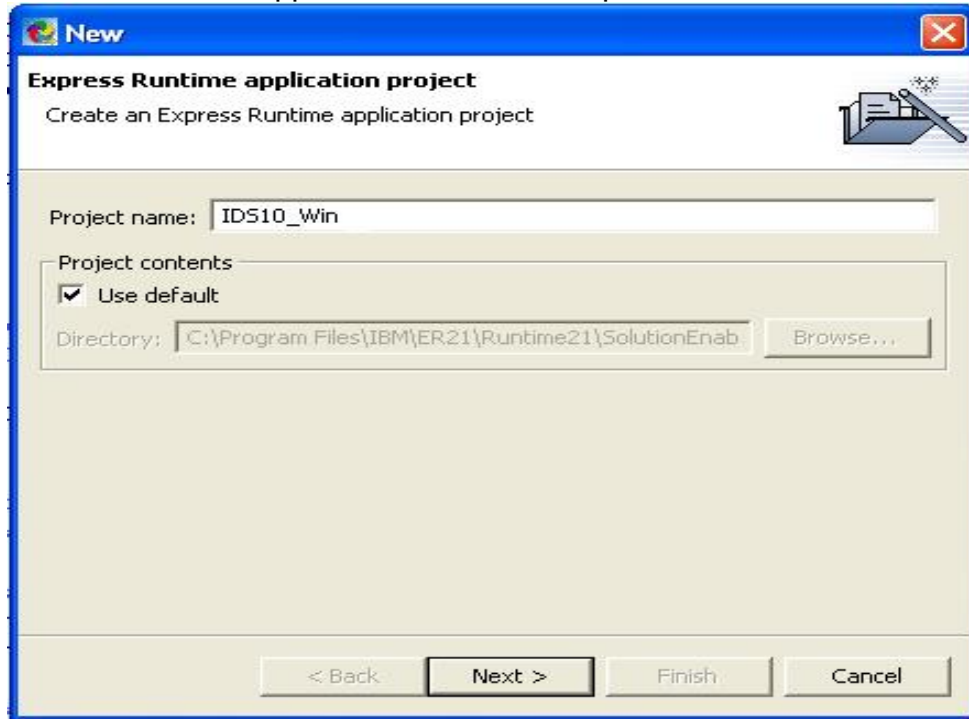 New
Express Runtime application project
Create an Express Runtime application project
Project name: IDS10_Win
Project contents
Use default
Directory: C:\Program Files\IBM\ER21\Runtime21\SolutionEnab Browse...
< Back Next > Finish Cancel